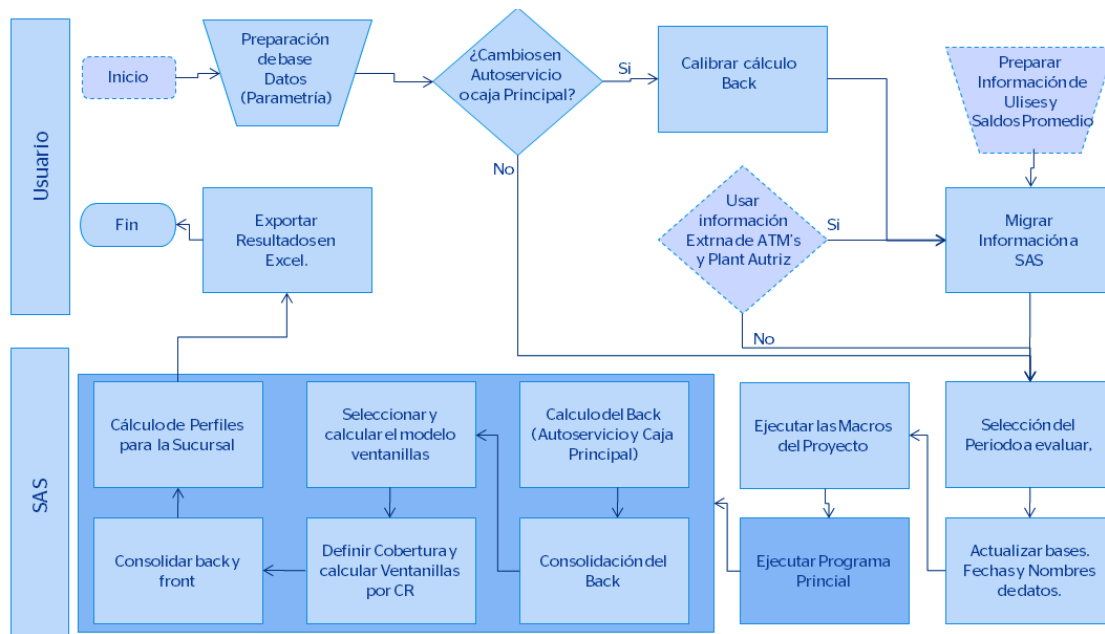 Usuario
Inicio
Preparación
de base
Datos
(Parametría)
¿Cambios en
Autoservicio
o caja Principal?
Si
No
Calibrar cálculo
Back
Preparar
Información de
Ulises y
Saldos Promedio
Fin
Exportar
Resultados en
Excel.
Usar
información
Extrna de ATM's
y Plant Autriz
Si
No
Migrar
Información a
SAS
SAS
Cálculo de Perfiles
para la Sucursal
Seleccionar y
calcular el modelo
ventanillas
Calculo del Back
(Autoservicio y Caja
Principal)
Ejecutar las Macros
del Proyecto
Selección del
Periodo a evaluar,
Consolidar back y
front
Definir Cobertura y
calcular Ventanillas
por CR
Consolidación del
Back
Ejecutar Programa
Princial
Actualizar bases.
Fechas y Nombres
de datos.